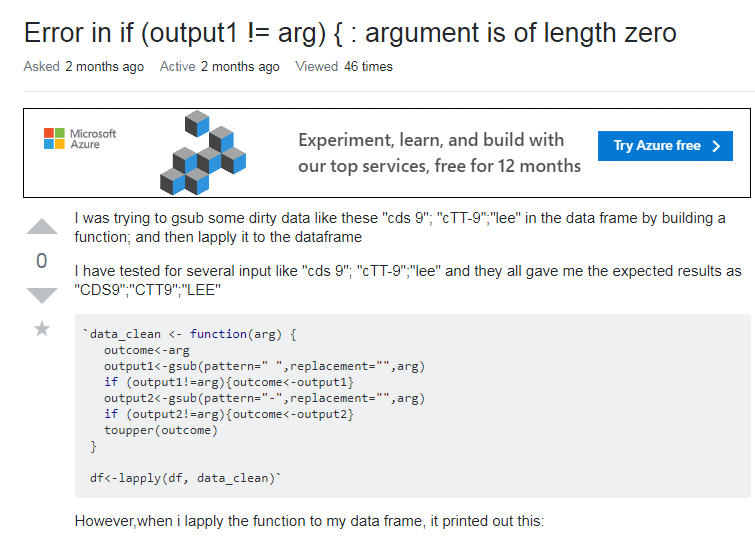 Error in if (output1 != arg) { : argument is of length zero
Asked 2 months ago Active 2 months ago Viewed 46 times
Microsoft
Azure
Experiment, learn, and build with
our top services, free for 12 months
Try Azure free
I was trying to gsub some dirty data like these "cds 9"; "cTT-9";"lee" in the data frame by building a
function; and then lapply it to the dataframe
0
I have tested for several input like "cds 9"; "cTT-9";"lee" and they all gave me the expected results as
"CDS9";"CTT9";"LEE"
`data_clean <- function(arg) {
outcome<-arg
output1<-gsub(pattern=" ",replacement="",arg)
if (output1!=arg){outcome<-output1}
output2<-gsub(pattern="-",replacement="",arg)
if (output2!=arg){outcome<-output2}
toupper(outcome)
}
df<-lapply(df, data_clean)`
However,when i lapply the function to my data frame, it printed out this: